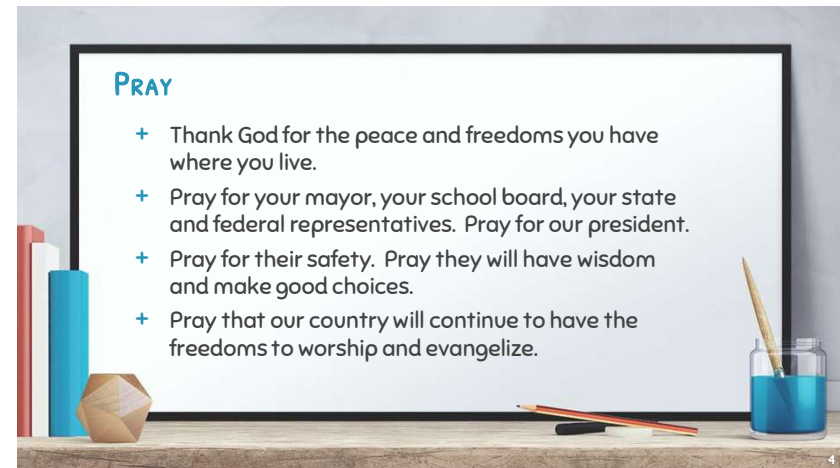 PRAY
+ Thank God for the peace and freedoms you have
where you live.
+ Pray for your mayor, your school board, your state
and federal representatives.  Pray for our president.
+ Pray for their safety.  Pray they will have wisdom
and make good choices.
+ Pray that our country will continue to have the
freedoms to worship and evangelize.
4